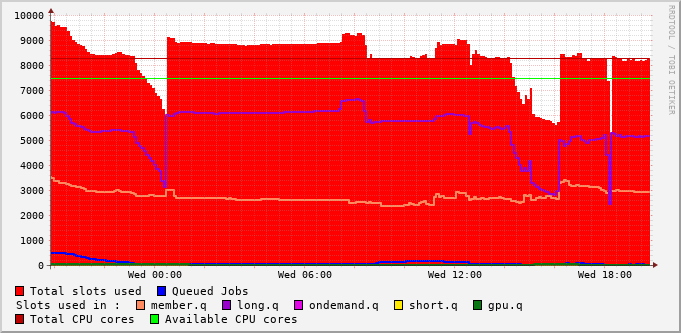 10000
9000
8000
7000
6000
5000
4000
3000
2000
1000
0
Wed 00:00 Wed 06:00 Wed 12:00 Wed 18:00
RRDTOOL / TOBI OETIKER
Total slots used Queued Jobs
Slots used in : member.q long.q ondemand.q short.q gpu.q
Total CPU cores Available CPU cores